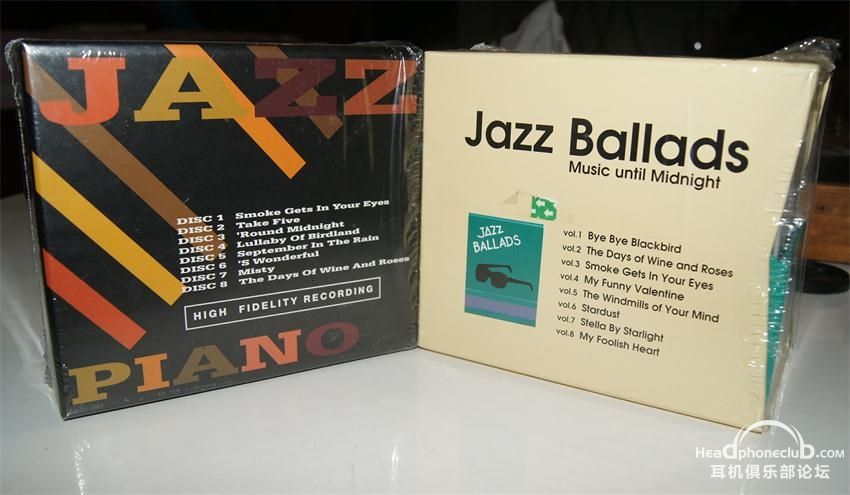 JAZZ
DISC 1 Smoke Gets In Your Eyes
DISC 2 Take Five
DISC 3 'Round Midnight
DISC 4 Lullaby Of Birdland
DISC 5 September In The Rain
DISC 6 'S Wonderful
DISC 7 Misty
DISC 8 The Days Of Wine And Roses
HIGH FIDELITY RECORDING
PIANO
Jazz Ballads
Music until Midnight
JAZZ
BALLADS
vol.1 Bye Bye Blackbird
vol.2 The Days of Wine and Roses
vol.3 Smoke Gets In Your Eyes
vol.4 My Funny Valentine
vol.5 The Windmills of Your Mind
vol.6 Stardust
vol.7 Stella By Starlight
vol.8 My Foolish Heart
HeadphonecluD.com
耳机俱乐部论坛